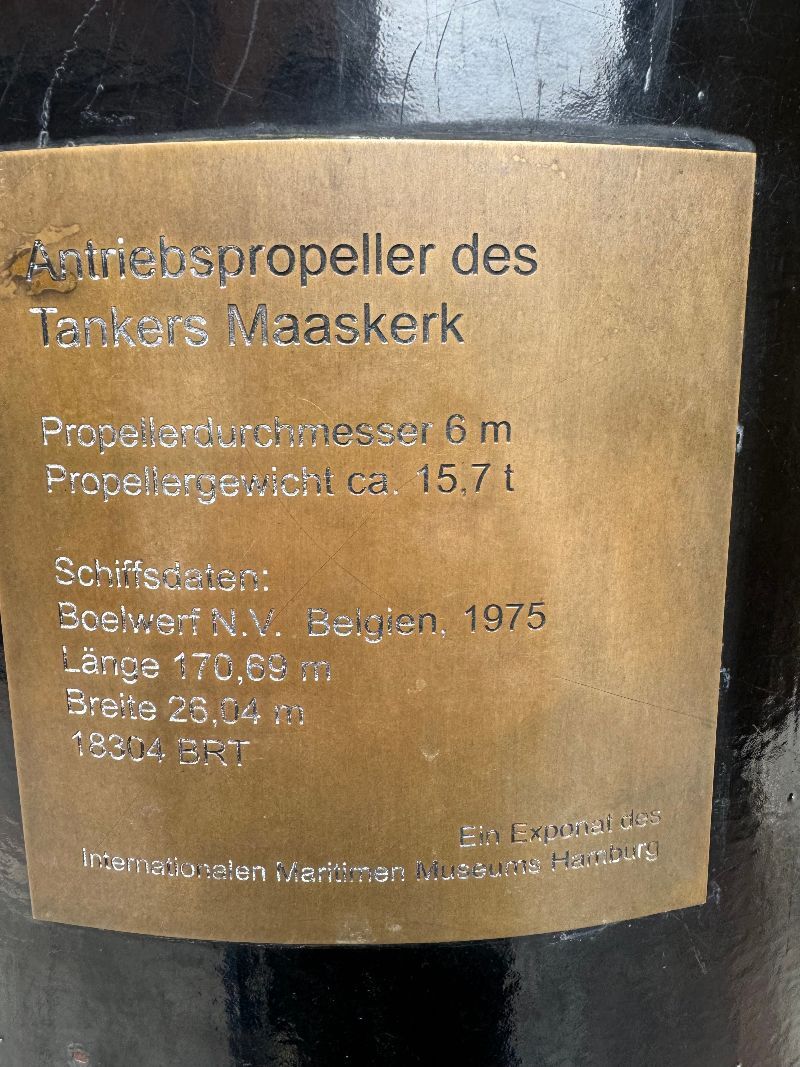 Antriebspropeller des
Tankers Maaskerk
Propellerdurchmesser 6 m
Propellergewicht ca. 15,7 t
Schiffsdaten:
Boelwerf N.V. Belgien, 1975
Länge 170,69 m
Breite 26,04 m
18304 BRT
Ein Exponat des
Internationalen Maritimen Museums Hamburg